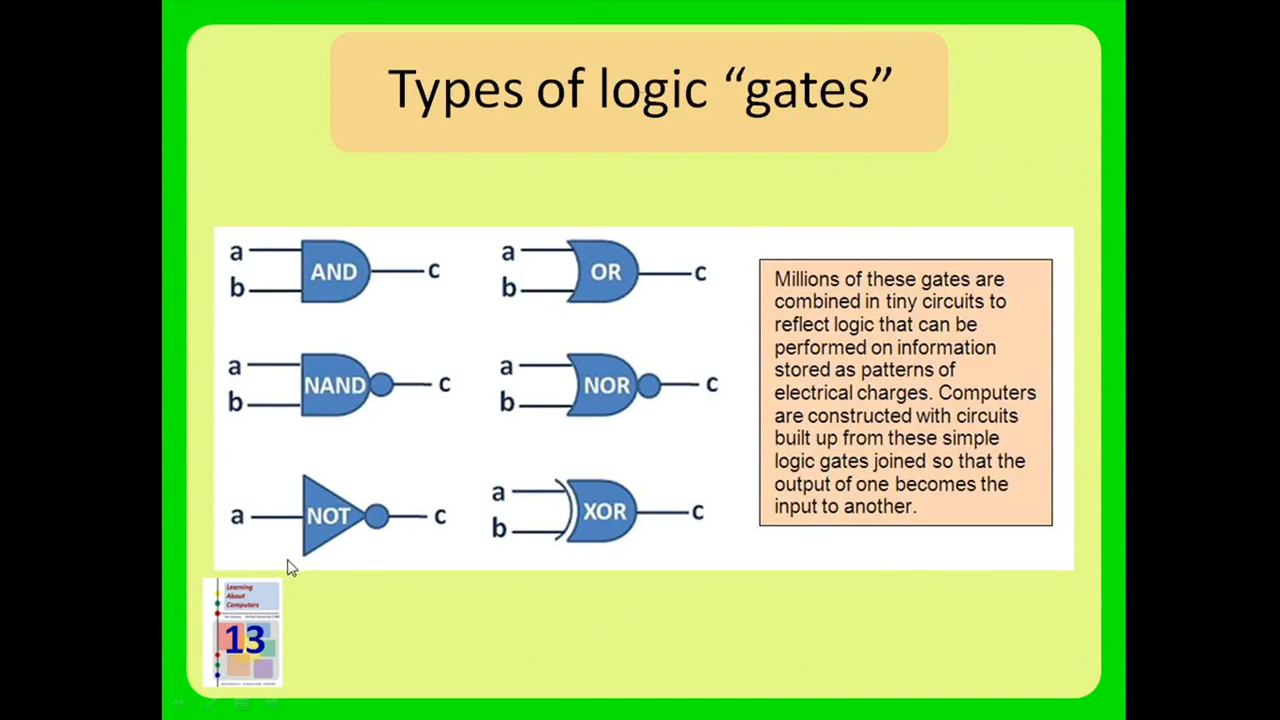 Types of logic “gates”
a
b
AND
c
a
b
OR
c
a
b
NAND
c
a
b
NOR
c
a
NOT
c
a
b
XOR
c
Millions of these gates are
combined in tiny circuits to
reflect logic that can be
performed on information
stored as patterns of
electrical charges. Computers
are constructed with circuits
built up from these simple
logic gates joined so that the
output of one becomes the
input to another.
Learning
About
Computers
13